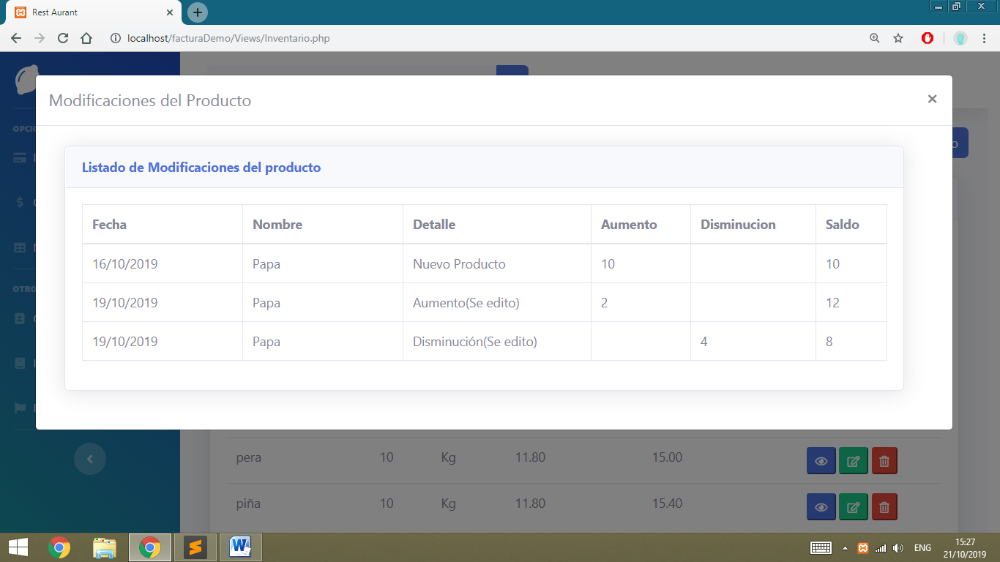 Rest Aurant
localhost/facturaDemo/Views/Inventario.php
Modificaciones del Producto
Listado de Modificaciones del producto
Fecha Nombre Detalle Aumento Disminucion Saldo
16/10/2019 Papa Nuevo Producto 10 10
19/10/2019 Papa Aumento(Se edito) 2 12
19/10/2019 Papa Disminución(Se edito) 4 8
pera 10 Kg 11.80 15.00
piña 10 Kg 11.80 15.40
ENG
15:27
21/10/2019